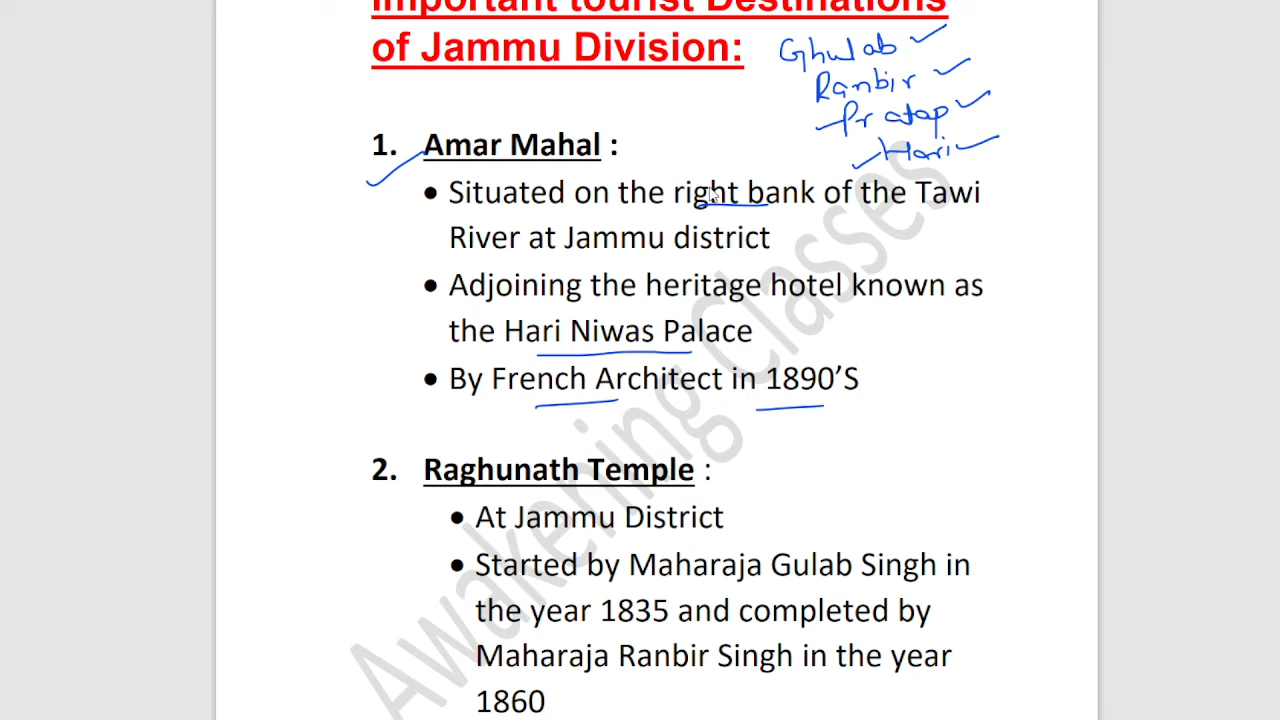 Important tourist Destinations
of Jammu Division:
Ghulab
Ranbir
Pratap
Hari
1. Amar Mahal :
• Situated on the right bank of the Tawi
River at Jammu district
• Adjoining the heritage hotel known as
the Hari Niwas Palace
• By French Architect in 1890’S
2. Raghunath Temple :
• At Jammu District
• Started by Maharaja Gulab Singh in
the year 1835 and completed by
Maharaja Ranbir Singh in the year
1860
Awakening Classes